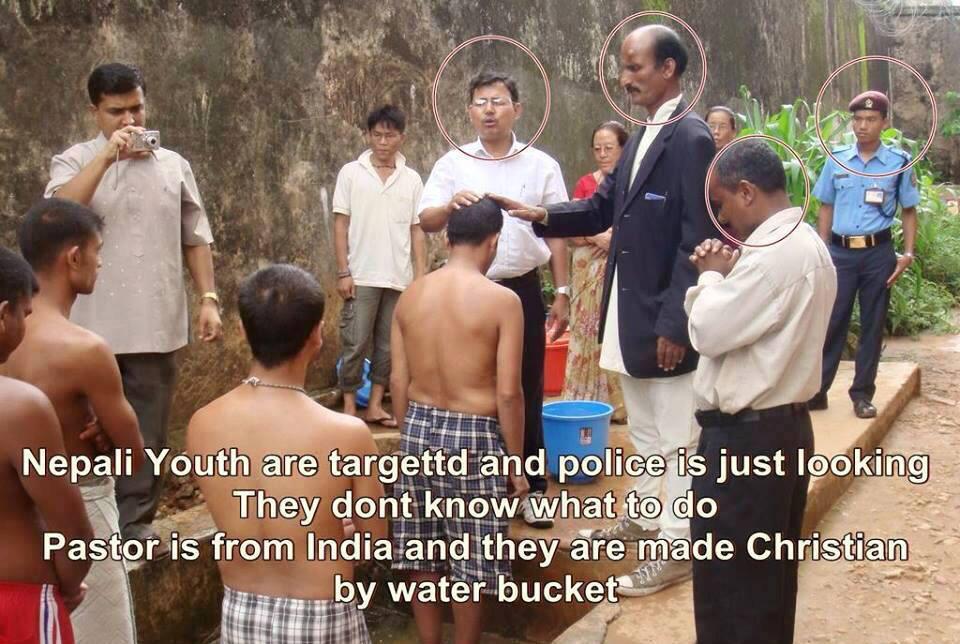 Nepali Youth are targettd and police is just looking
They dont know what to do
Pastor is from India and they are made Christian
by water bucket